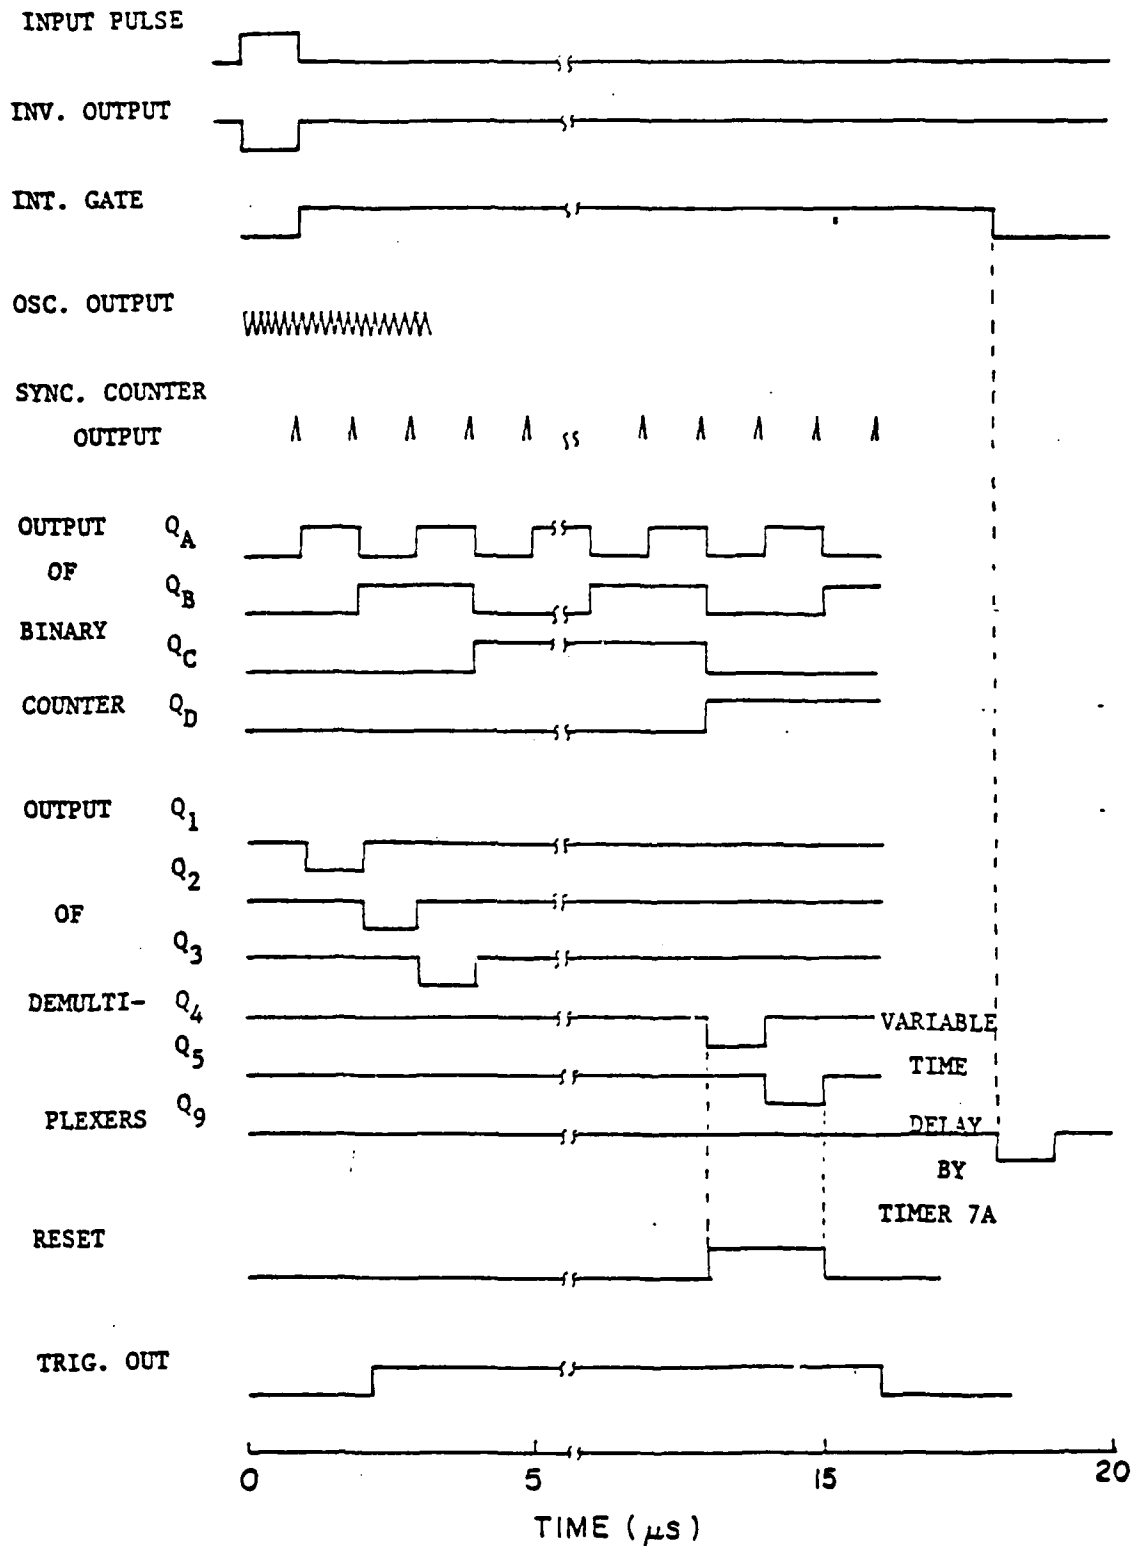 INPUT PULSE
INV. OUTPUT
INT. GATE
OSC. OUTPUT
SYNC. COUNTER
OUTPUT
OUTPUT Q_A
OF
Q_B
BINARY
Q_C
COUNTER Q_D
OUTPUT Q_1
Q_2
OF
Q_3
DEMULTI- Q_4
VARIABLE
Q_5
TIME
Q_9
PLEXERS
DELAY
BY
TIMER 7A
RESET
TRIG. OUT
0 5 15 20
TIME (μs)